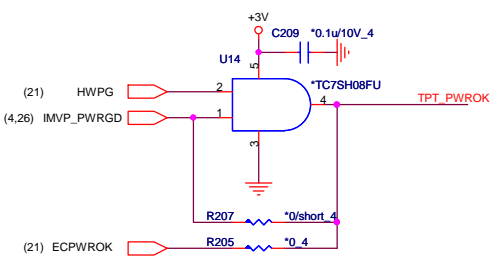 +3V
C209 *0.1u/10V_4
U14
5
(21) HWPG 2 *TC7SH08FU
4 TPT_PWROK
(4,26) IMVP_PWRGD 1
3
R207 *0/short_4
(21) ECPWROK R205 *0_4